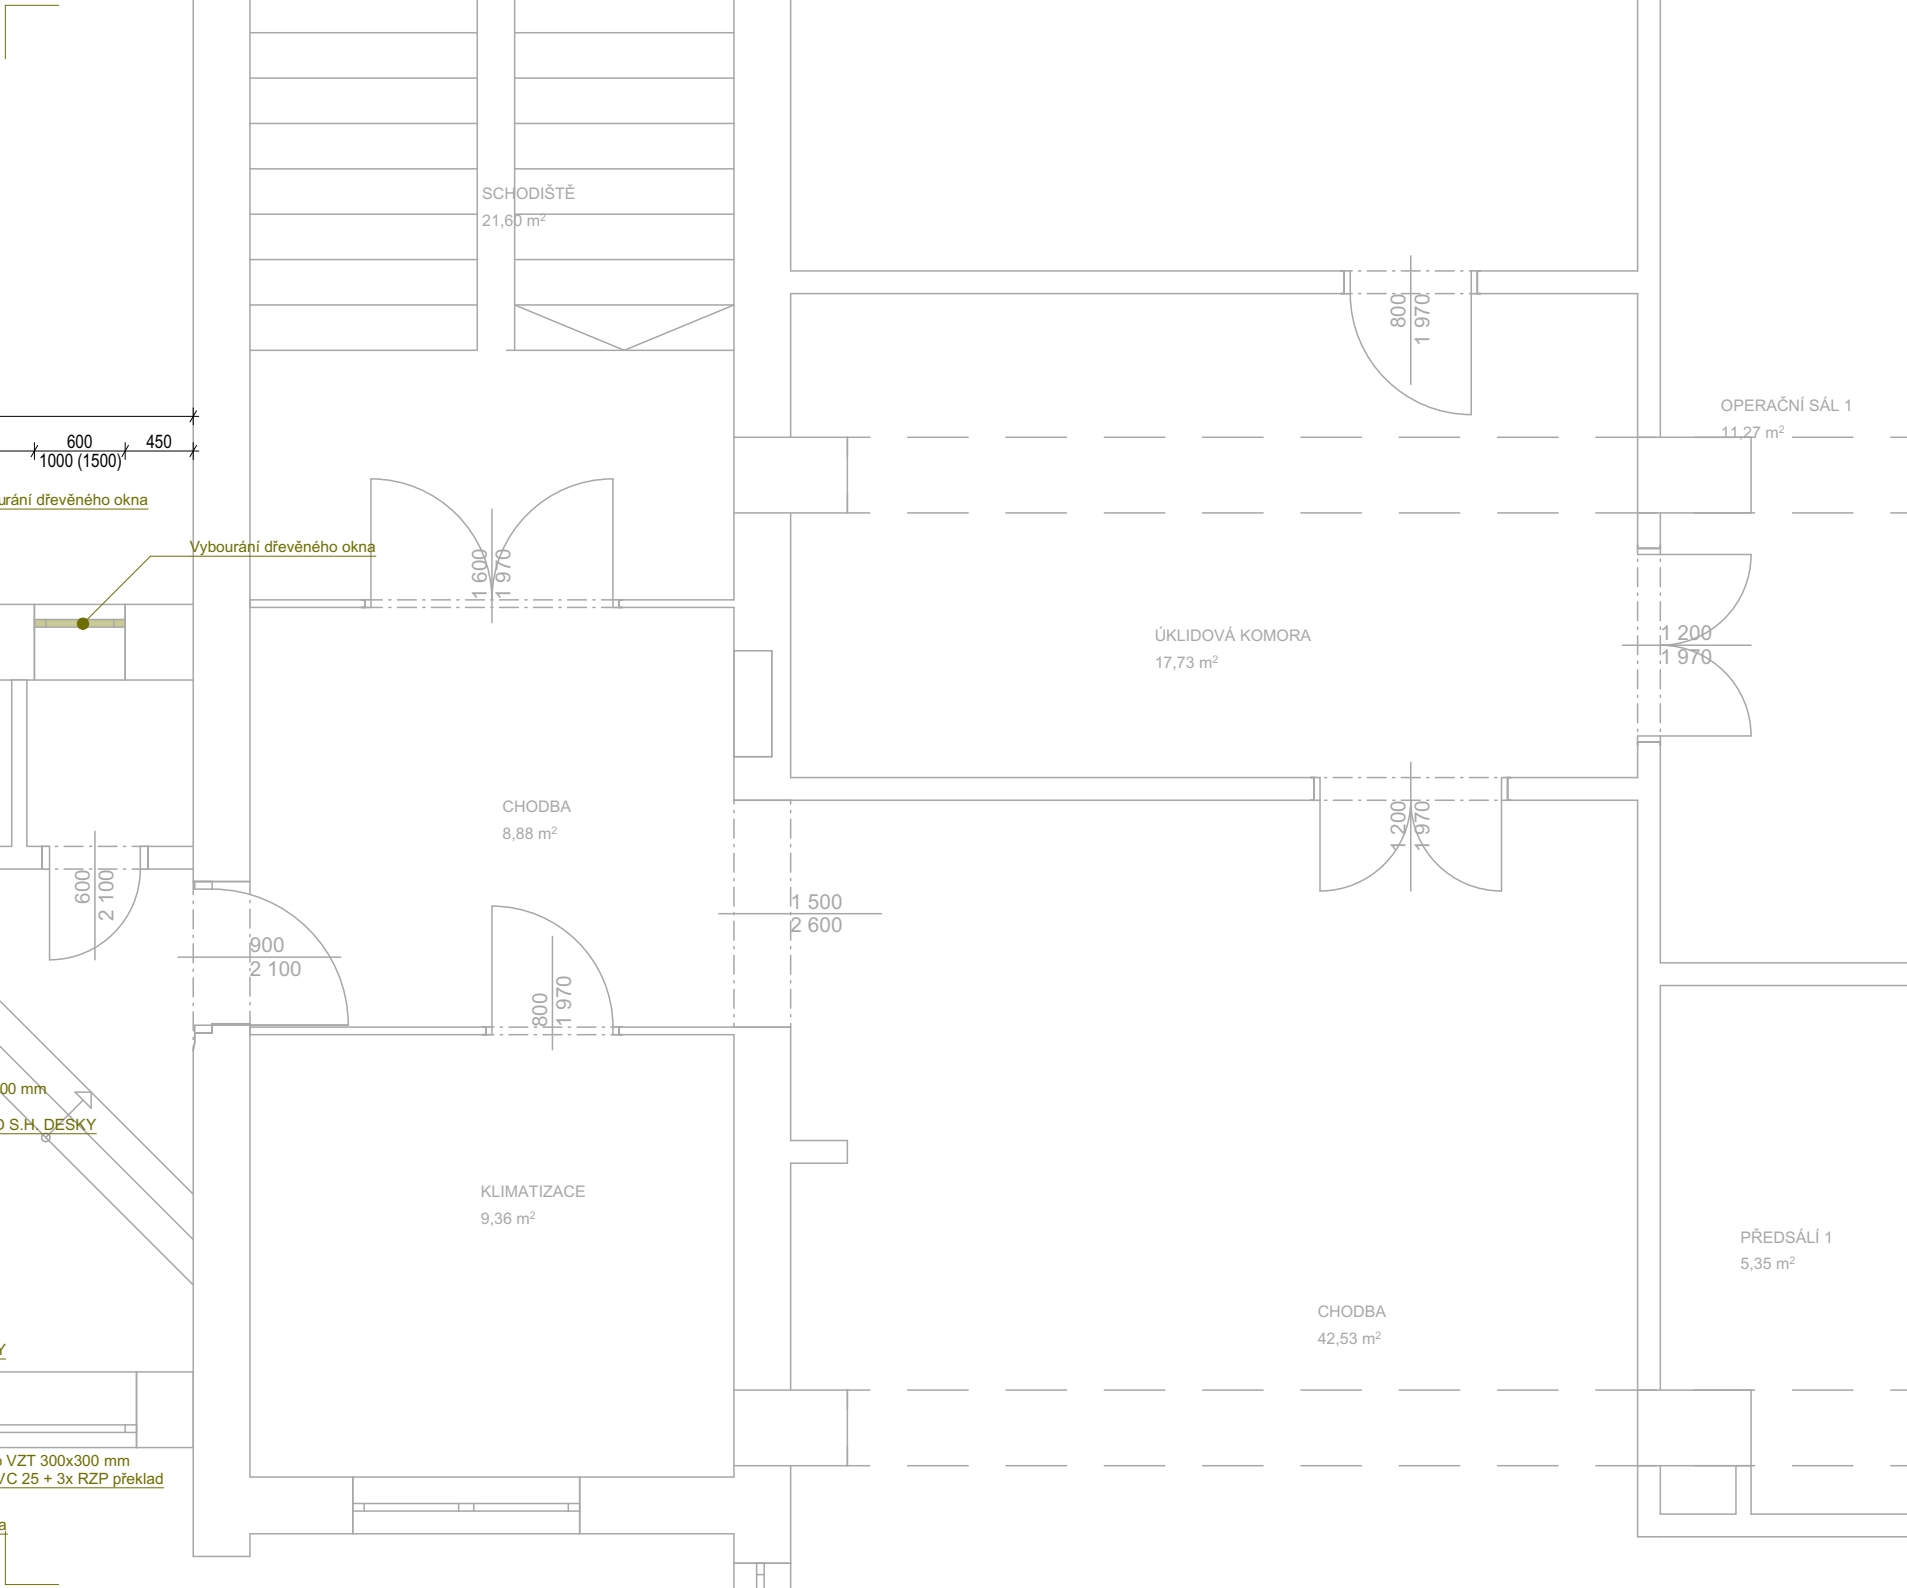 SCHODIŠTĚ
21,60 m²
800
1 970
OPERAČNÍ SÁL 1
11,27 m²
600
450
1000 (1500)
dřevěného okna
Vybourání dřevěného okna
1 600
1 970
ÚKLIDOVÁ KOMORA
17,73 m²
1 200
1 970
CHODBA
8,88 m²
1 200
1 970
600
2 100
1 500
2 600
900
2 100
800
1 970
00 mm
S.H. DESKY
KLIMATIZACE
9,36 m²
PŘEDSÁLÍ 1
5,35 m²
CHODBA
42,53 m²
VZT 300x300 mm
VC 25 + 3x RZP překlad